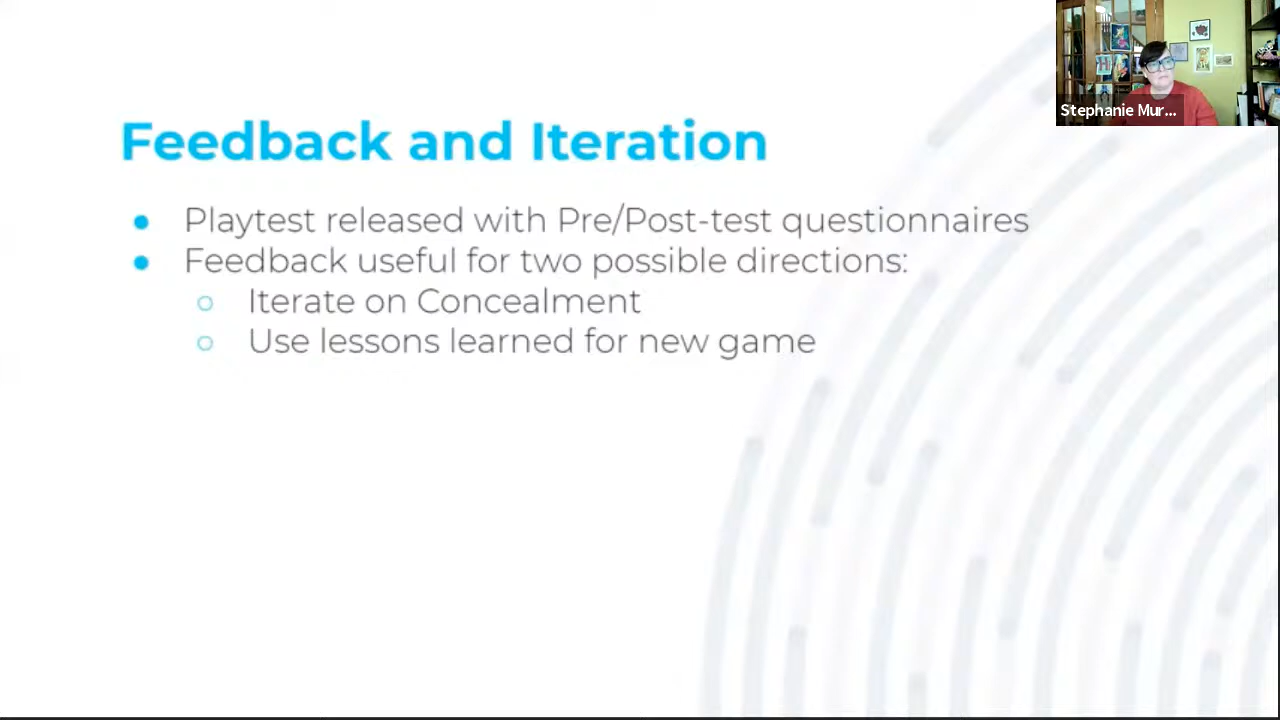 Stephanie Mur...
Feedback and Iteration
● Playtest released with Pre/Post-test questionnaires
● Feedback useful for two possible directions:
○ Iterate on Concealment
○ Use lessons learned for new game